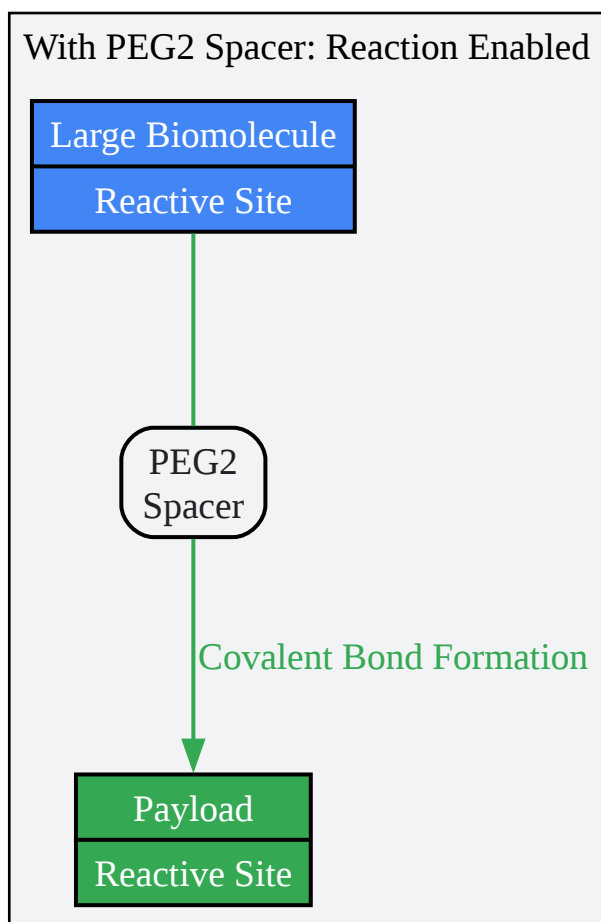 With PEG2 Spacer: Reaction Enabled
Large Biomolecule
Reactive Site
PEG2
Spacer
Covalent Bond Formation
Payload
Reactive Site